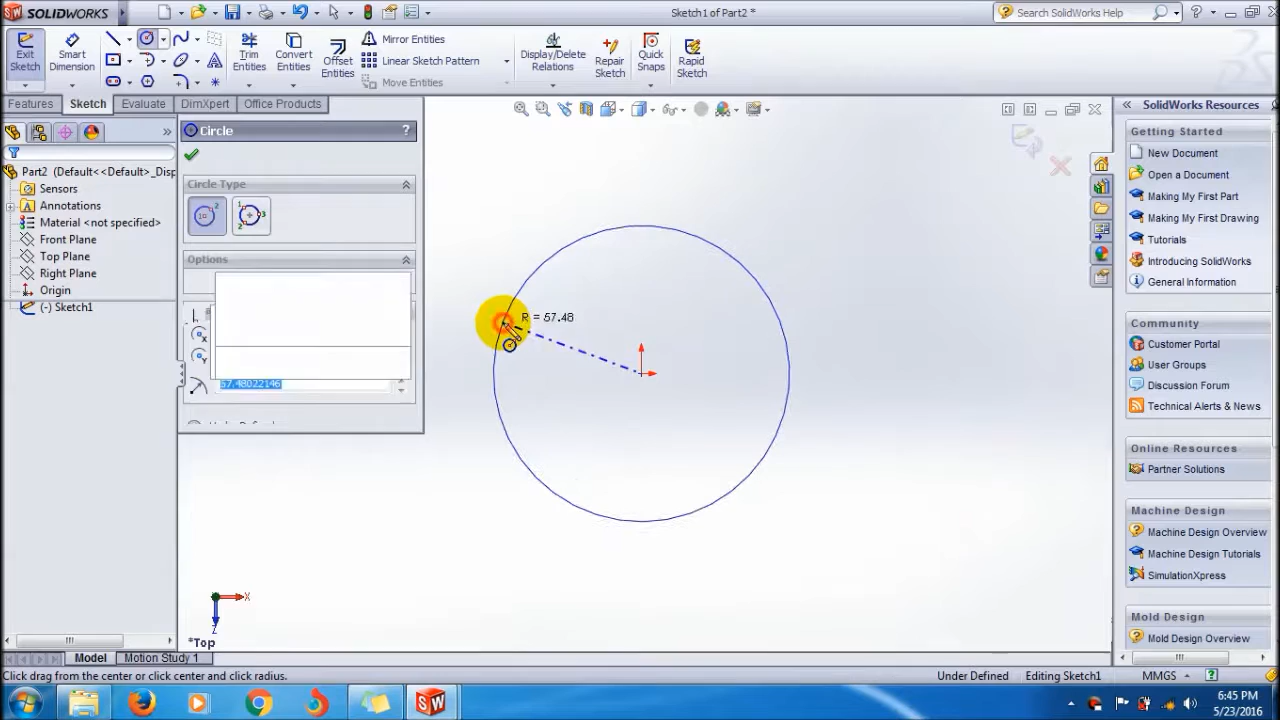 SOLIDWORKS
Sketch1 of Part2 *
Search SolidWorks Help
Exit Sketch
Smart Dimension
Trim Entities
Convert Entities
Offset Entities
Mirror Entities
Linear Sketch Pattern
Move Entities
Display/Delete Relations
Repair Sketch
Quick Snaps
Rapid Sketch
Features
Sketch
Evaluate
DimXpert
Office Products
SolidWorks Resources
Circle
?
Part2 (Default<<Default>_Disp
Sensors
Annotations
Material <not specified>
Front Plane
Top Plane
Right Plane
Origin
(-) Sketch1
Circle Type
Options
57.48022146
R = 57.48
Getting Started
New Document
Open a Document
Making My First Part
Making My First Drawing
Tutorials
Introducing SolidWorks
General Information
Community
Customer Portal
User Groups
Discussion Forum
Technical Alerts & News
Online Resources
Partner Solutions
Machine Design
Machine Design Overview
Machine Design Tutorials
SimulationXpress
Mold Design
Mold Design Overview
X
Z
*Top
Model
Motion Study 1
Click drag from the center or click center and click radius.
Under Defined
Editing Sketch1
MMGS
6:45 PM
5/23/2016